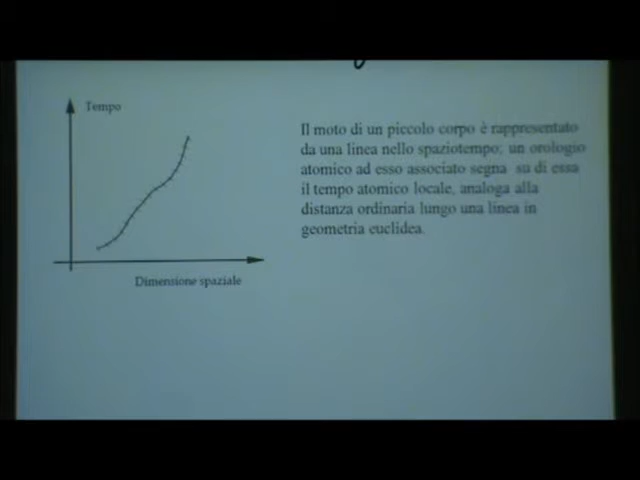 Tempo
Il moto di un piccolo corpo è rappresentato
da una linea nello spaziotempo; un orologio
atomico ad esso associato segna su di essa
il tempo atomico locale, analoga alla
distanza ordinaria lungo una linea in
geometria euclidea.
Dimensione spaziale